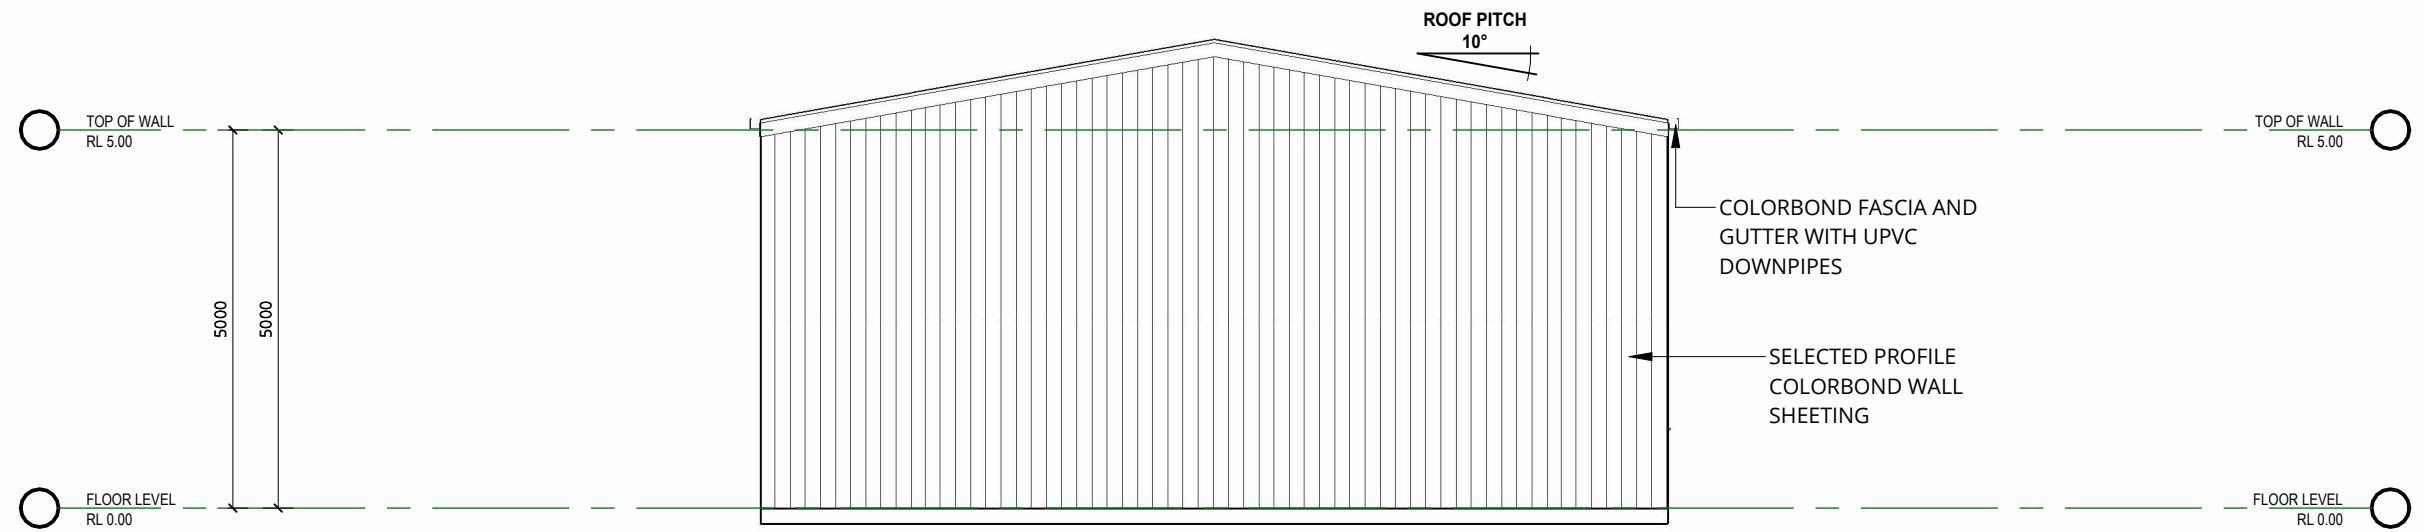 ROOF PITCH
10°
TOP OF WALL
RL 5.00
TOP OF WALL
RL 5.00
COLORBOND FASCIA AND
GUTTER WITH UPVC
DOWNPIPES
5000
5000
SELECTED PROFILE
COLORBOND WALL
SHEETING
FLOOR LEVEL
RL 0.00
FLOOR LEVEL
RL 0.00